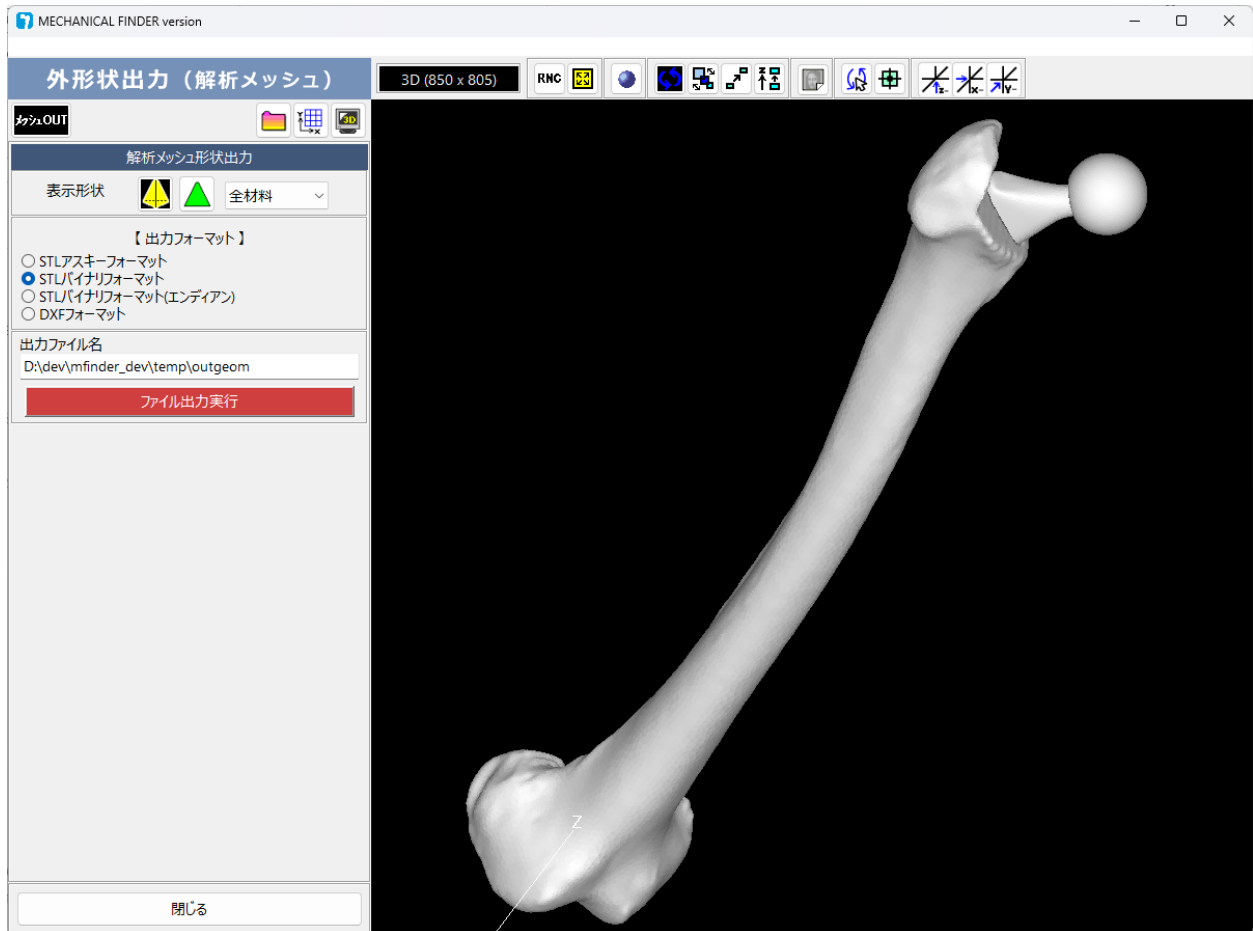 MECHANICAL FINDER version
外形状出力（解析メッシュ）
3D (850 x 805)
RNC
Z-
X-
Y-
ﾒｯｼｭOUT
3D
解析メッシュ形状出力
表示形状
全材料
【 出力フォーマット 】
STLアスキーフォーマット
STLバイナリフォーマット
STLバイナリフォーマット(エンディアン)
DXFフォーマット
出力ファイル名
D:\dev\mfinder_dev\temp\outgeom
ファイル出力実行
Z
閉じる